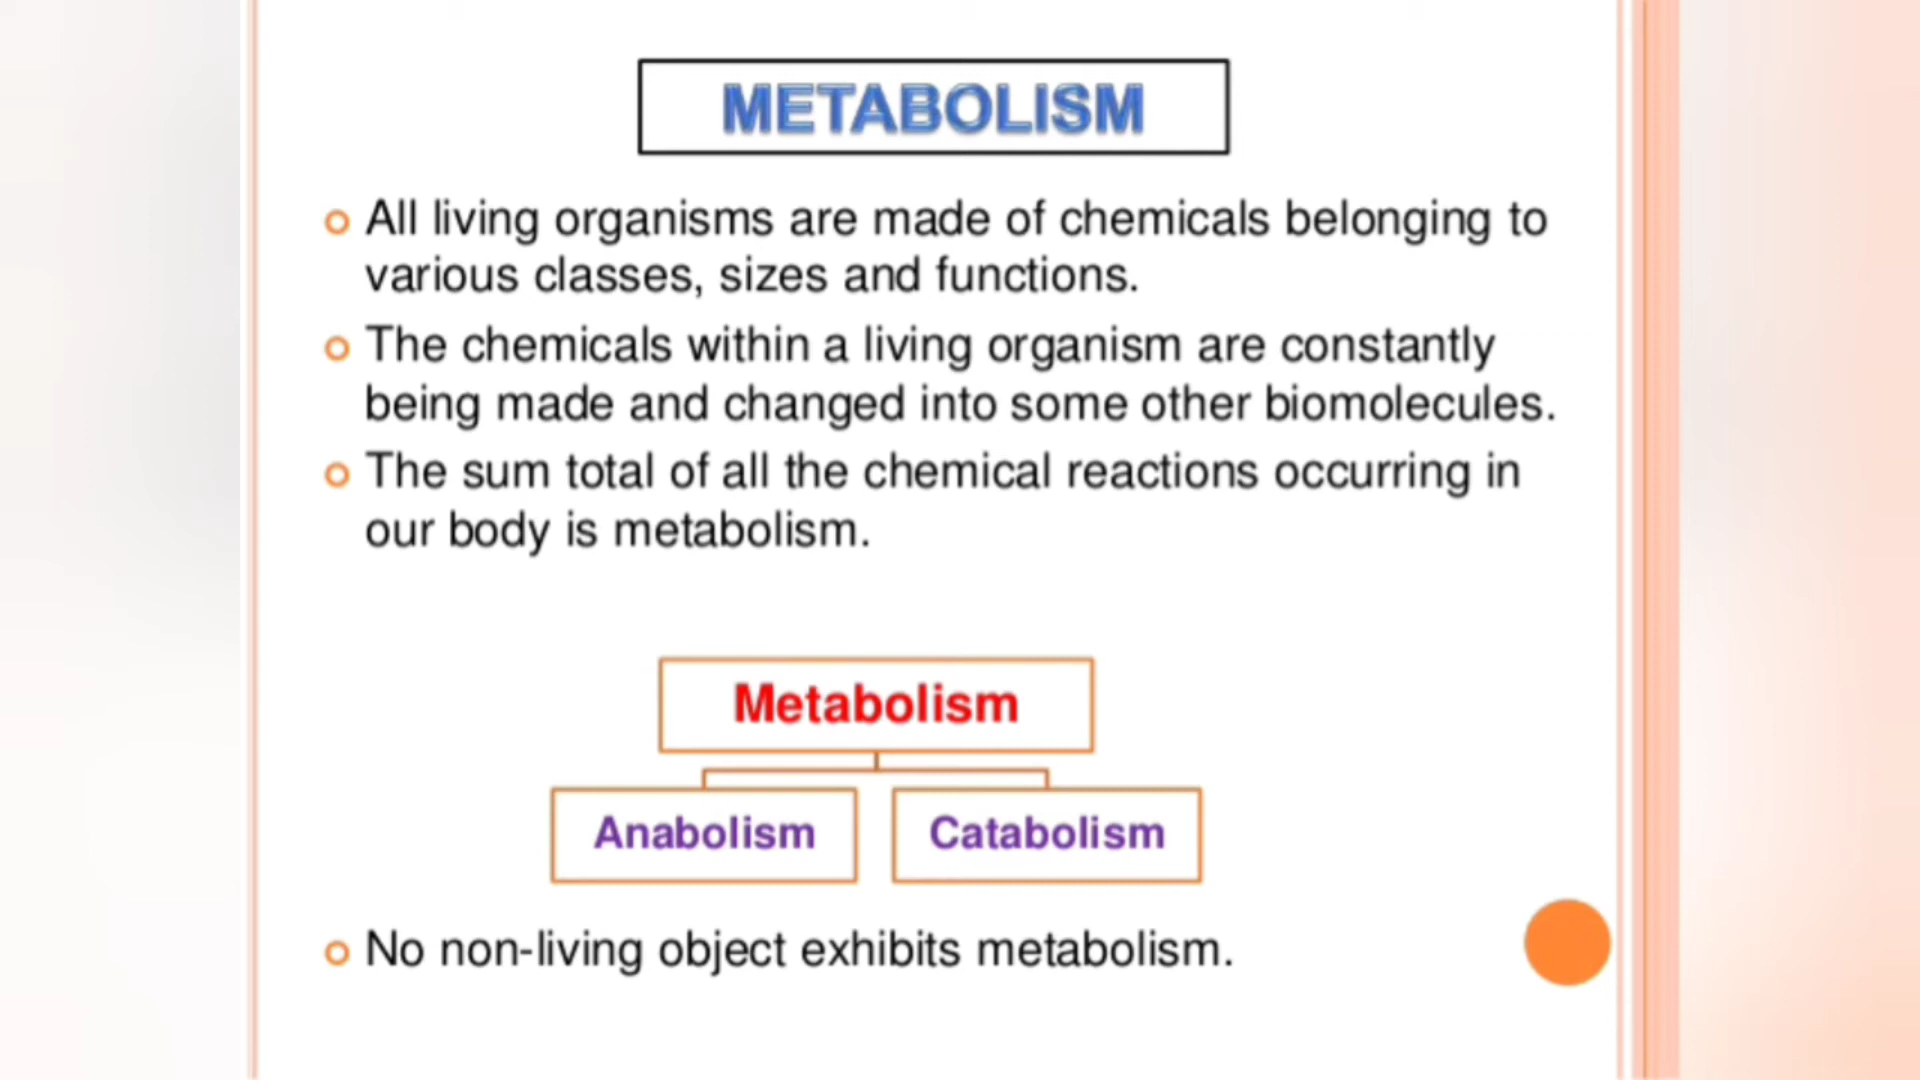 METABOLISM
All living organisms are made of chemicals belonging to
various classes, sizes and functions.
The chemicals within a living organism are constantly
being made and changed into some other biomolecules.
The sum total of all the chemical reactions occurring in
our body is metabolism.
Metabolism
Anabolism Catabolism
No non-living object exhibits metabolism.